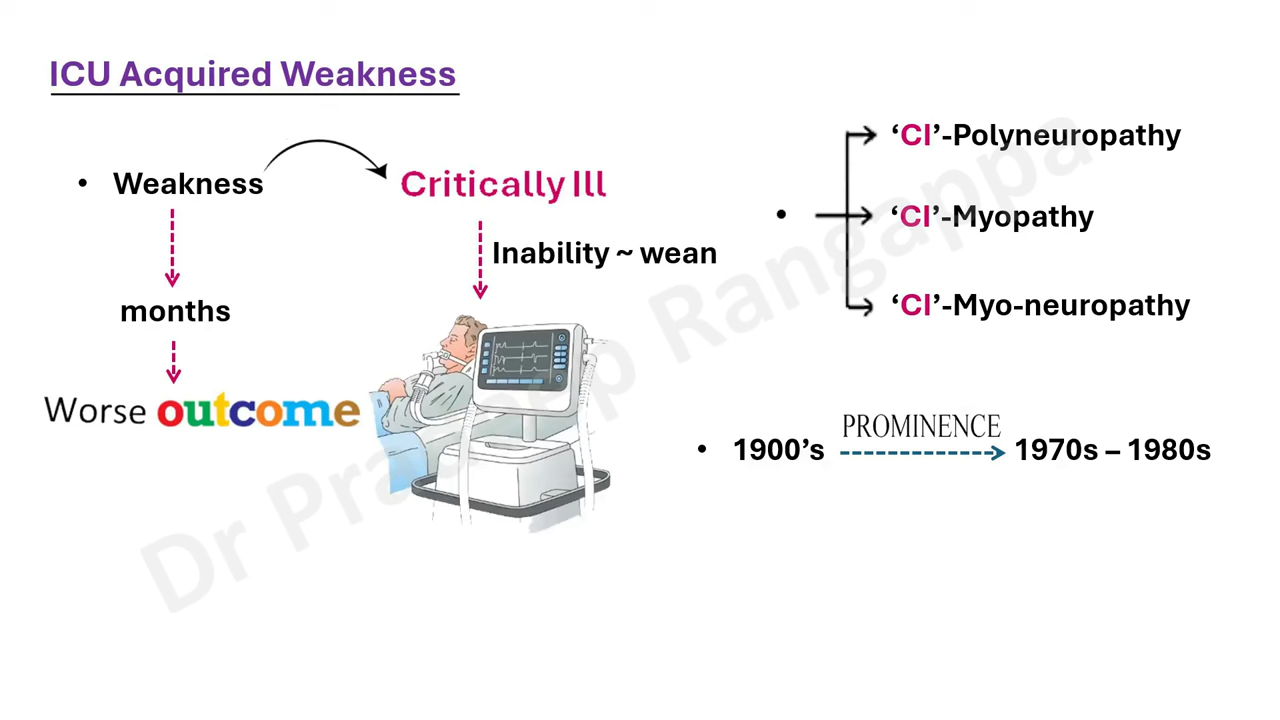 ICU Acquired Weakness
• Weakness
Critically Ill
Inability ~ wean
months
Worse outcome
• ‘CI’-Polyneuropathy
‘CI’-Myopathy
‘CI’-Myo-neuropathy
PROMINENCE
• 1900’s 1970s – 1980s
Dr Pradeep Rangappa